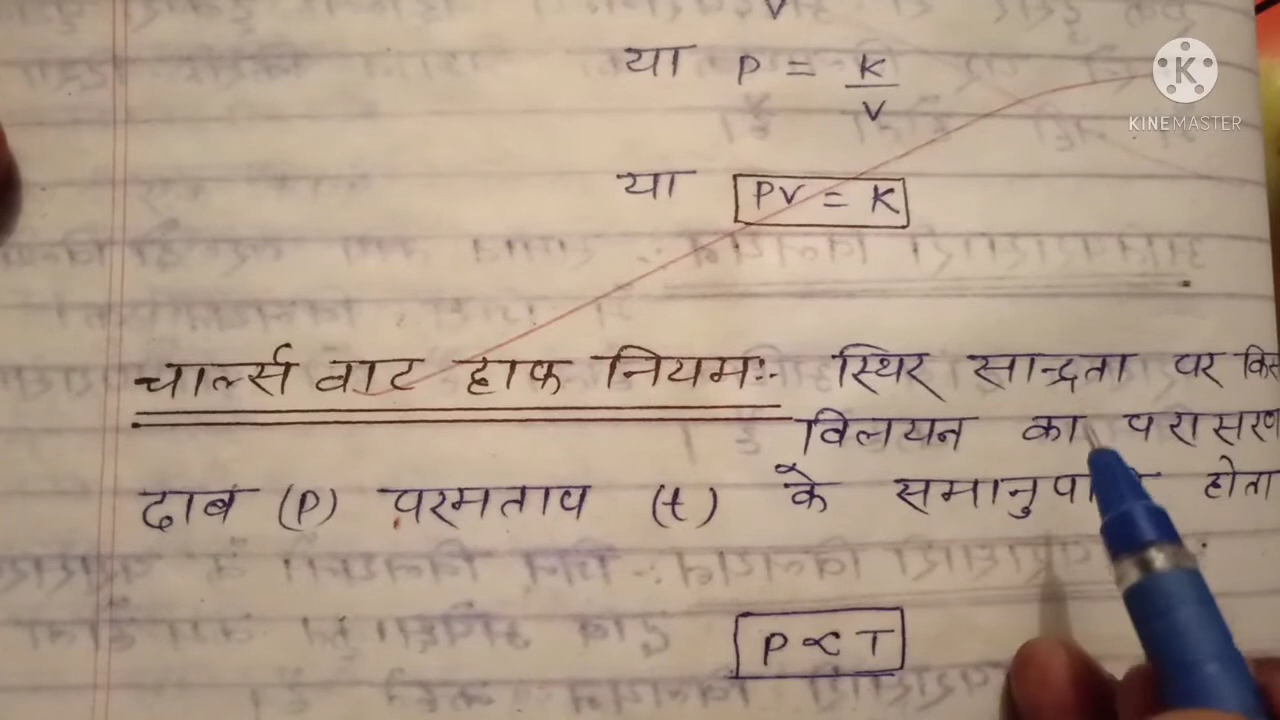 या P = K/V
या PV = K
चार्ल्स वाट हाफ नियमः- स्थिर सान्द्रता पर
विलयन का परासरण
दाब (P) परमताप (t) के समानुपाती होता
P ∝ T
K
KINEMASTER